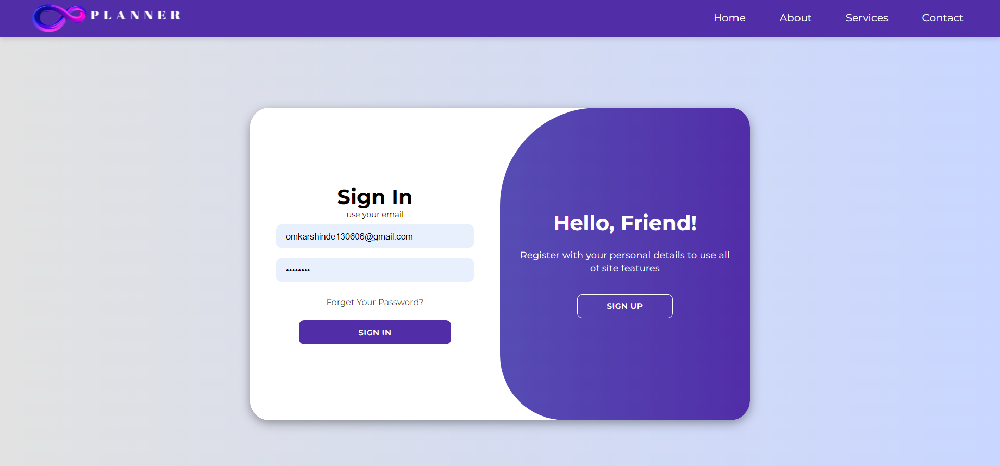 PLANNER
Home About Services Contact
Sign In
use your email
omkarshinde130606@gmail.com
••••••••
Forget Your Password?
SIGN IN
Hello, Friend!
Register with your personal details to use all
of site features
SIGN UP